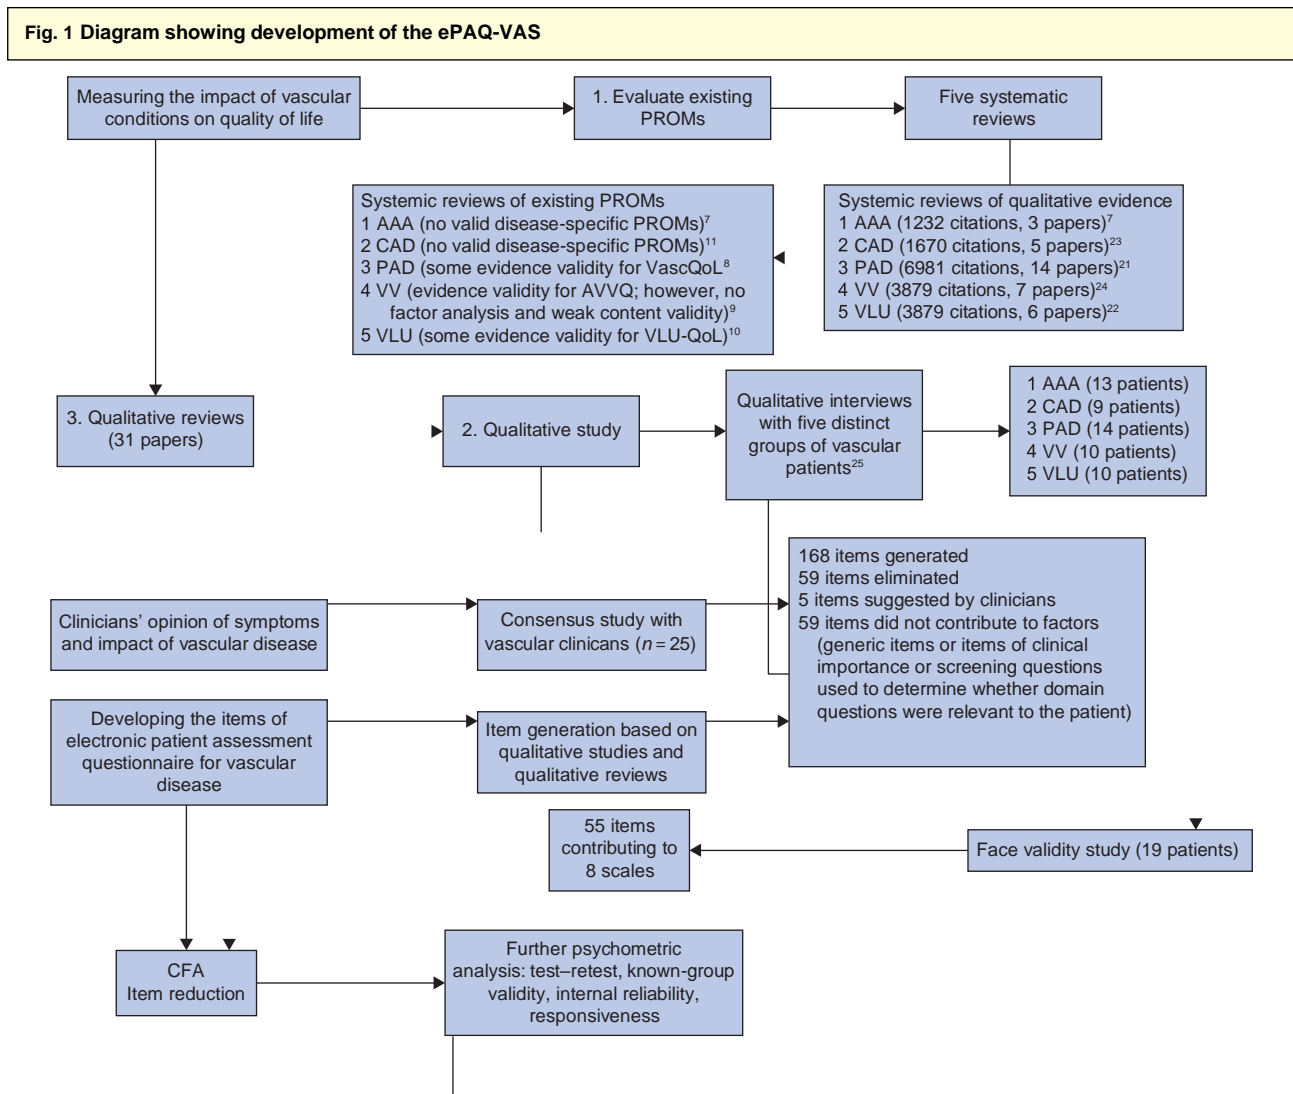 Fig. 1 Diagram showing development of the ePAQ-VAS
Measuring the impact of vascular
conditions on quality of life
1. Evaluate existing
PROMs
Five systematic
reviews
Systemic reviews of existing PROMs
1 AAA (no valid disease-specific PROMs)7
2 CAD (no valid disease-specific PROMs)11
3 PAD (some evidence validity for VascQoL8
4 VV (evidence validity for AVVQ; however, no
factor analysis and weak content validity)9
5 VLU (some evidence validity for VLU-QoL)10
Systemic reviews of qualitative evidence
1 AAA (1232 citations, 3 papers)7
2 CAD (1670 citations, 5 papers)23
3 PAD (6981 citations, 14 papers)21
4 VV (3879 citations, 7 papers)24
5 VLU (3879 citations, 6 papers)22
3. Qualitative reviews
(31 papers)
2. Qualitative study
Qualitative interviews
with five distinct
groups of vascular
patients25
1 AAA (13 patients)
2 CAD (9 patients)
3 PAD (14 patients)
4 VV (10 patients)
5 VLU (10 patients)
Clinicians' opinion of symptoms
and impact of vascular disease
Consensus study with
vascular clinicans (n = 25)
168 items generated
59 items eliminated
5 items suggested by clinicians
59 items did not contribute to factors
(generic items or items of clinical
importance or screening questions
used to determine whether domain
questions were relevant to the patient)
Developing the items of
electronic patient assessment
questionnaire for vascular
disease
Item generation based on
qualitative studies and
qualitative reviews
55 items
contributing to
8 scales
Face validity study (19 patients)
CFA
Item reduction
Further psychometric
analysis: test–retest, known-group
validity, internal reliability,
responsiveness